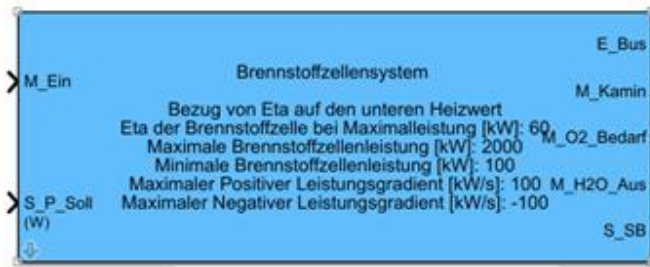 E_Bus
M_Ein
Brennstoffzellensystem
M_Kamin
Bezug von Eta auf den unteren Heizwert
Eta der Brennstoffzelle bei Maximalleistung [kW]: 60
M_O2_Bedarf
Maximale Brennstoffzellenleistung [kW]: 2000
Minimale Brennstoffzellenleistung [kW]: 100
Maximaler Positiver Leistungsgradient [kW/s]: 100
M_H2O_Aus
S_P_Soll
Maximaler Negativer Leistungsgradient [kW/s]: -100
(W)
S_SB